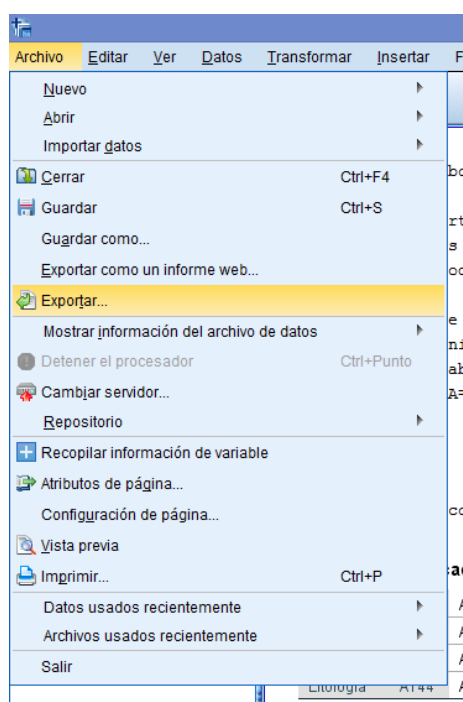 Archivo Editar Ver Datos Transformar Insertar F
Nuevo
Abrir
Importar datos
Cerrar Ctrl+F4
Guardar Ctrl+S
Guardar como...
Exportar como un informe web...
Exportar...
Mostrar información del archivo de datos
Detener el procesador Ctrl+Punto
Cambiar servidor...
Repositorio
Recopilar información de variable
Atributos de página...
Configuración de página...
Vista previa
Imprimir... Ctrl+P
Datos usados recientemente
Archivos usados recientemente
Salir
Litología A144